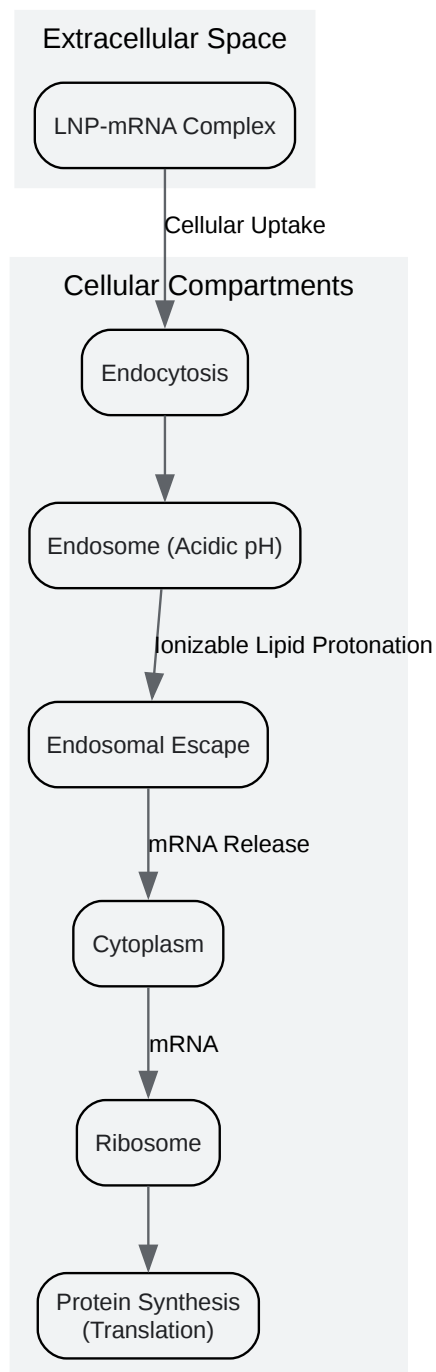 Extracellular Space
LNP-mRNA Complex
Cellular Uptake
Cellular Compartments
Endocytosis
Endosome (Acidic pH)
Ionizable Lipid Protonation
Endosomal Escape
mRNA Release
Cytoplasm
mRNA
Ribosome
Protein Synthesis
(Translation)